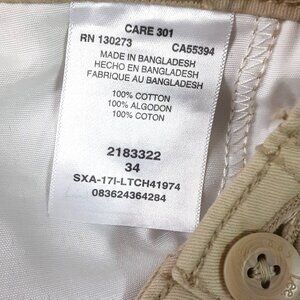 CARE 301
RN 130273 CA55394
MADE IN BANGLADESH
HECHO EN BANGLADESH
FABRIQUE AU BANGLADESH
100% COTTON
100% ALGODON
100% COTON
2183322
34
SXA-17I-LTCH41974
083624364284